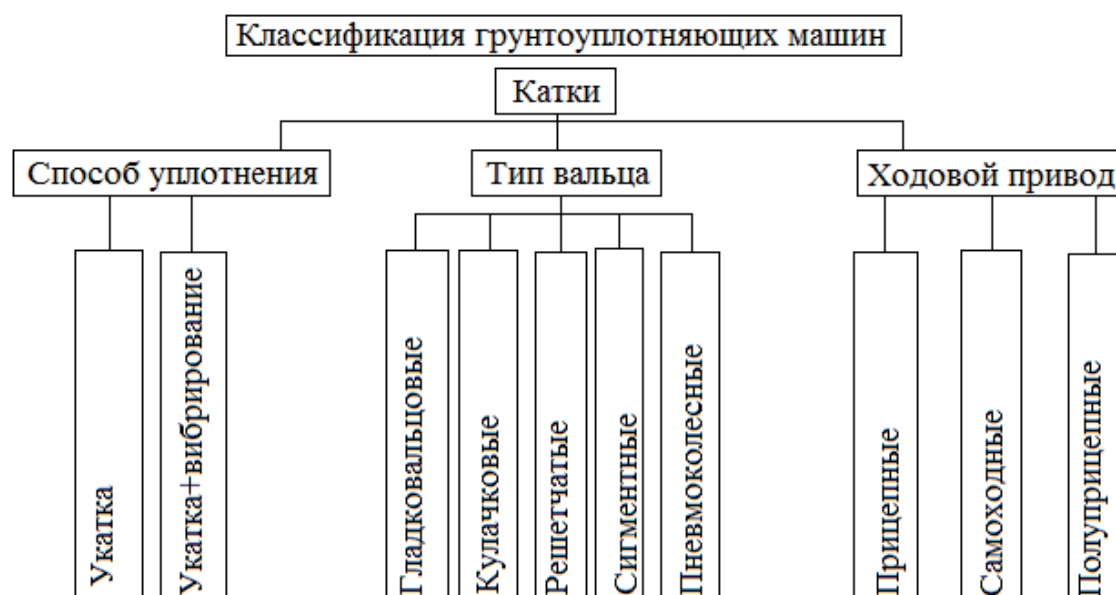 Классификация грунтоуплотняющих машин
Катки
Способ уплотнения
Тип вальца
Ходовой привод
Укатка
Укатка+вибрирование
Гладковальцовые
Кулачковые
Решетчатые
Сигментные
Пневмоколесные
Прицепные
Самоходные
Полуприцепные